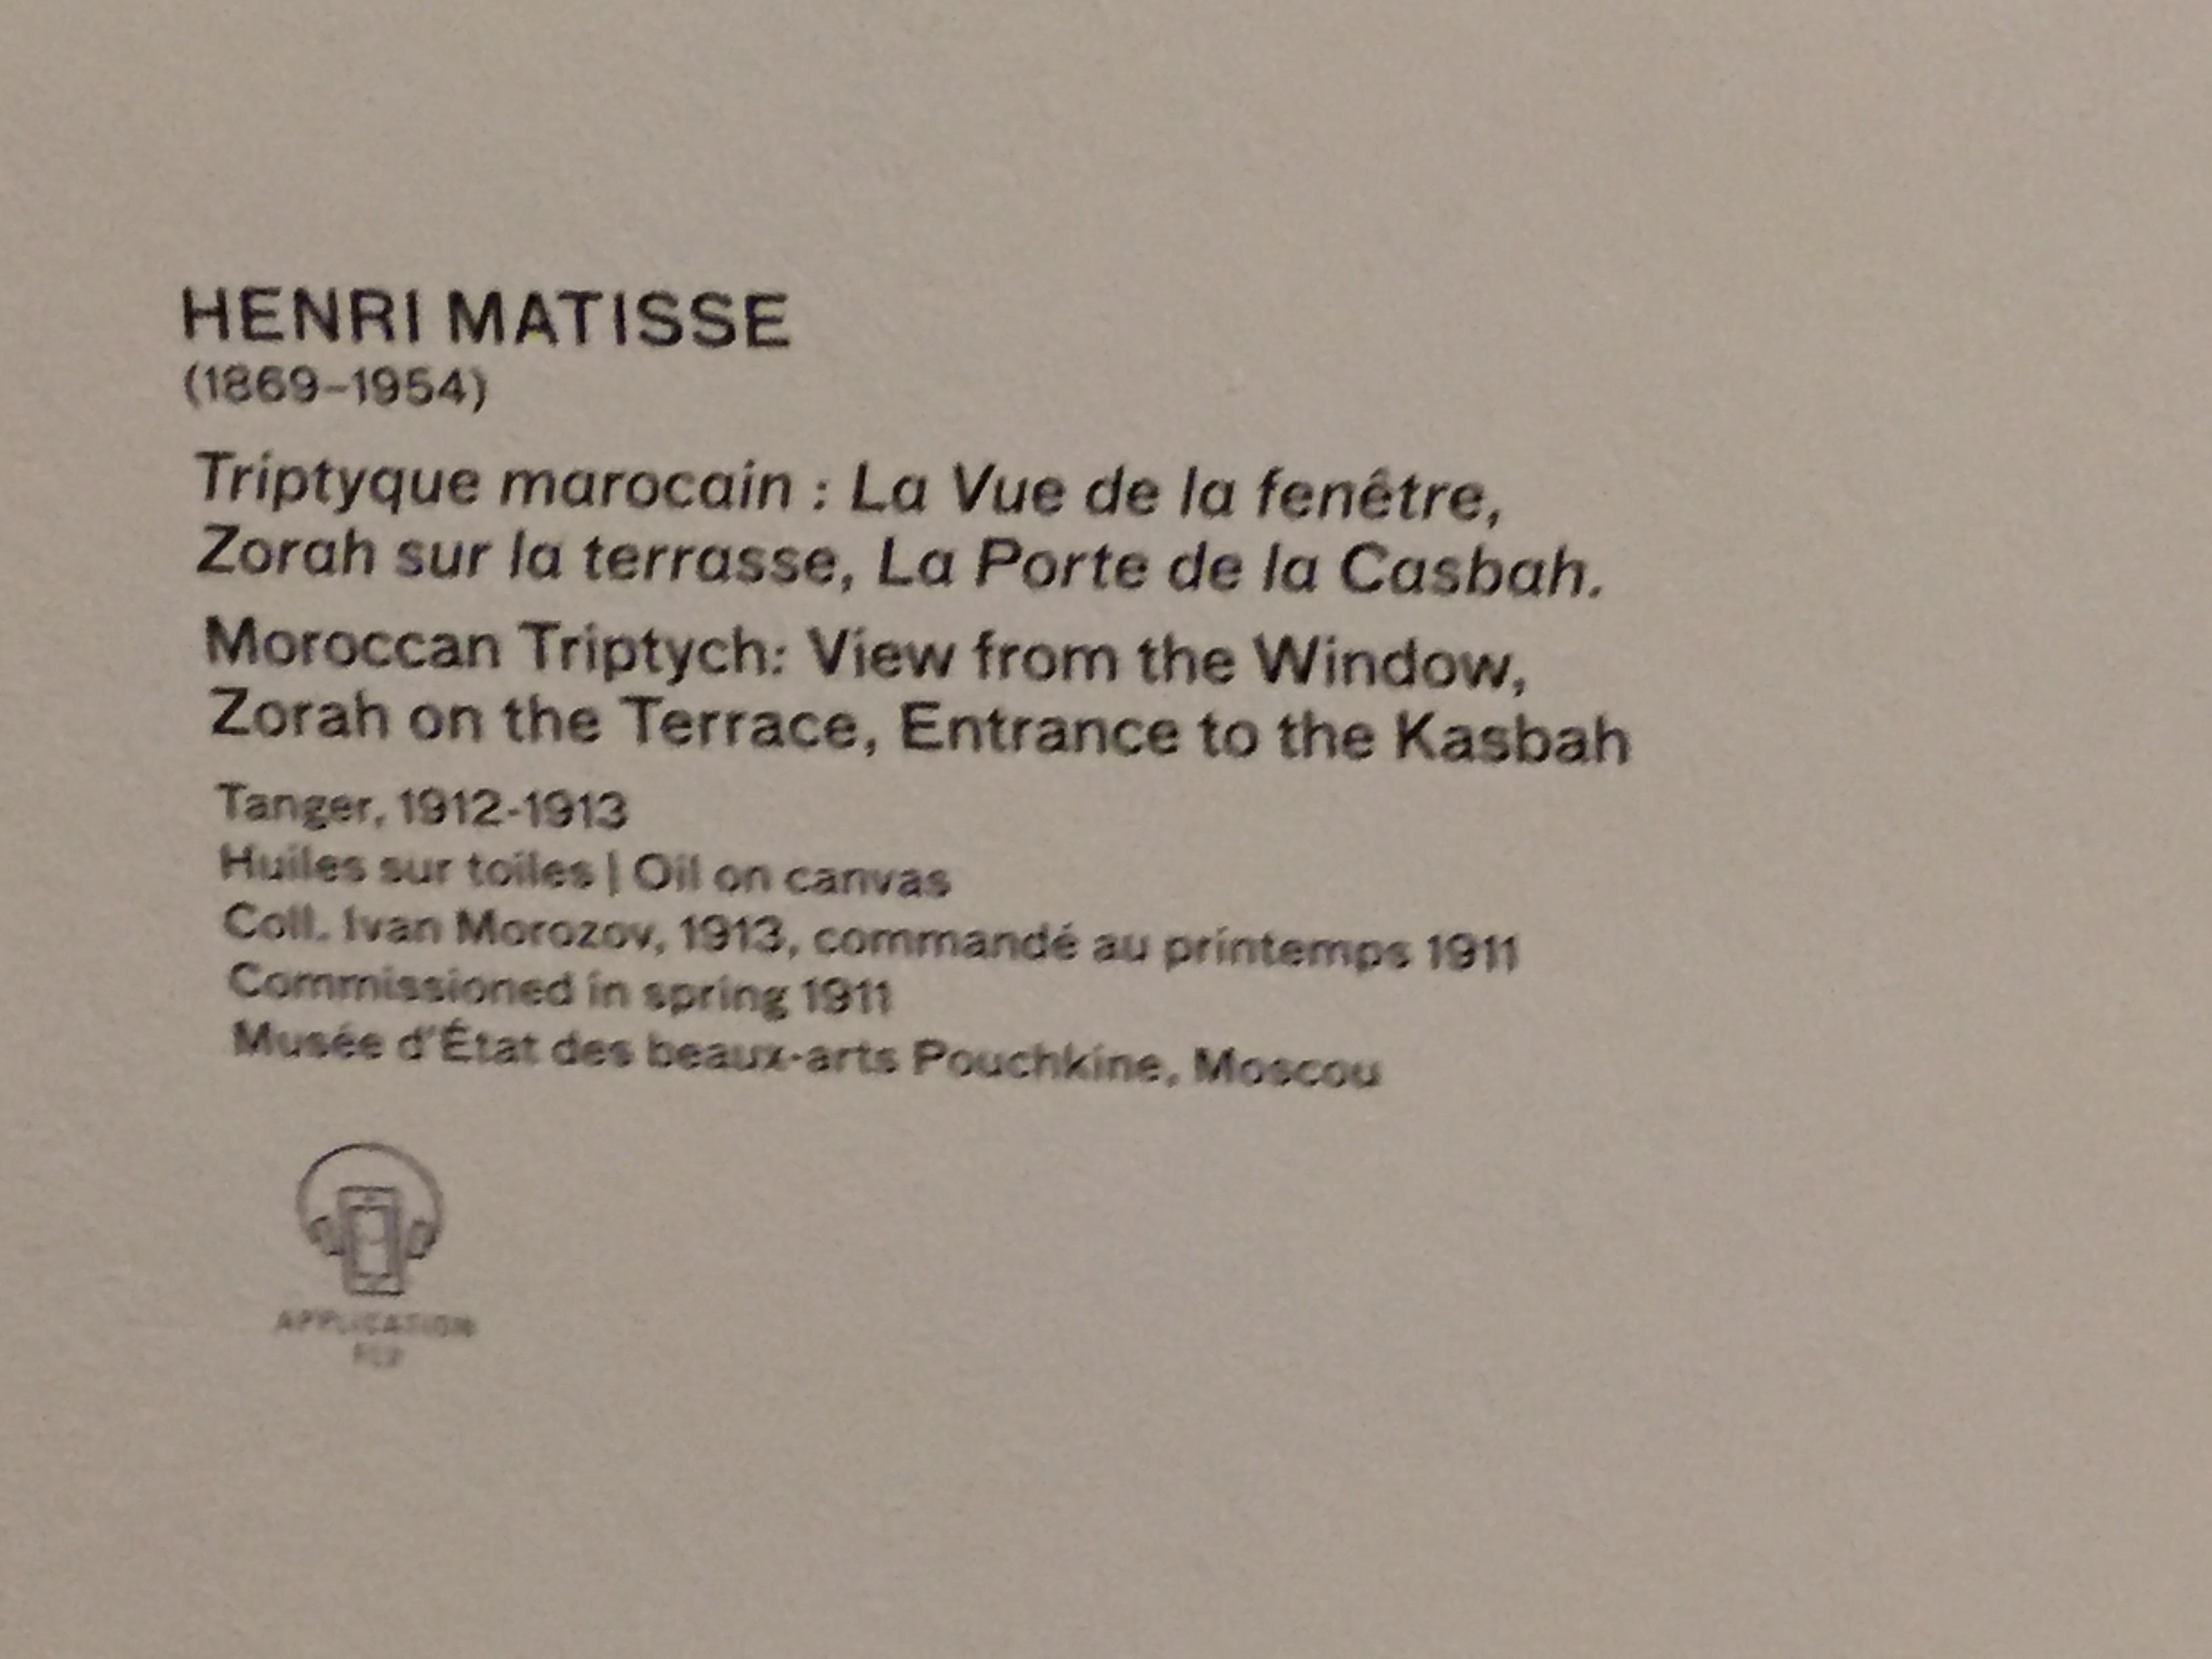 HENRI MATISSE
(1869–1954)
Triptyque marocain : La Vue de la fenêtre,
Zorah sur la terrasse, La Porte de la Casbah.
Moroccan Triptych: View from the Window,
Zorah on the Terrace, Entrance to the Kasbah
Tanger, 1912-1913
Huiles sur toiles | Oil on canvas
Coll. Ivan Morozov, 1913, commandé au printemps 1911
Commissioned in spring 1911
Musée d'État des beaux-arts Pouchkine, Moscou
APPLICATION